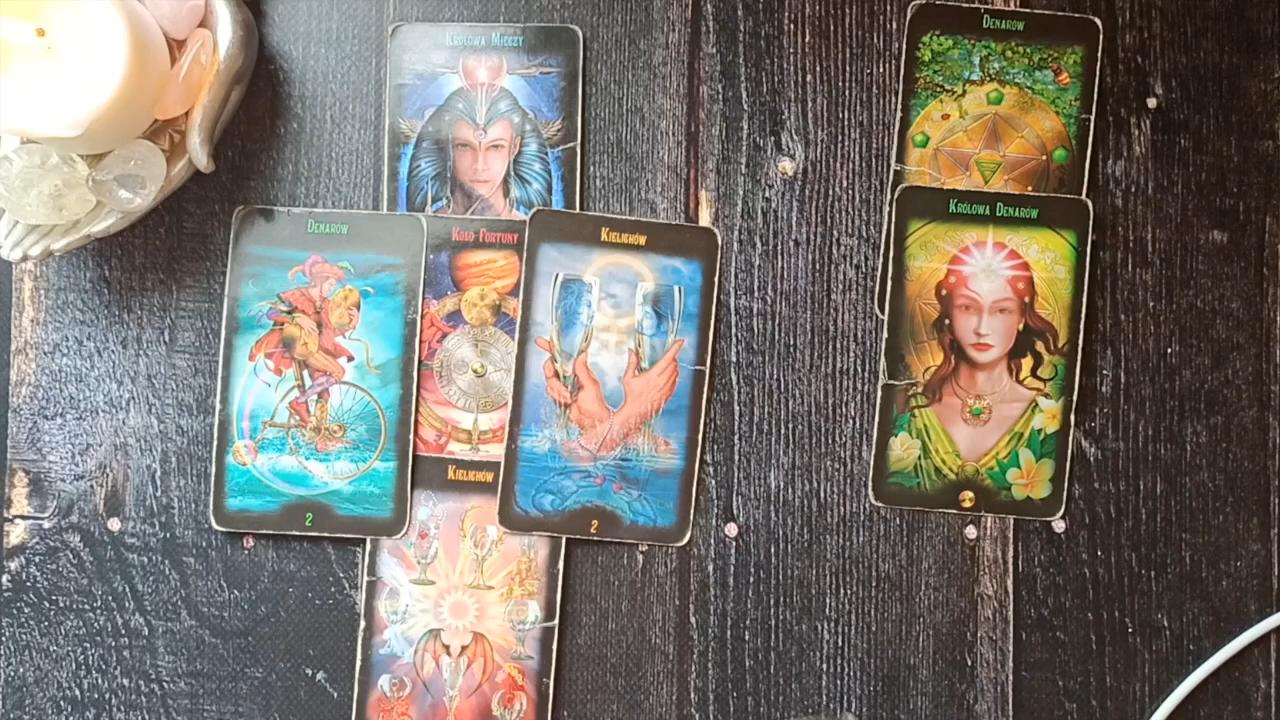 Królowa Mieczy
Denarów
2
Koło Fortuny
Kielichów
2
Kielichów
Denarów
Królowa Denarów